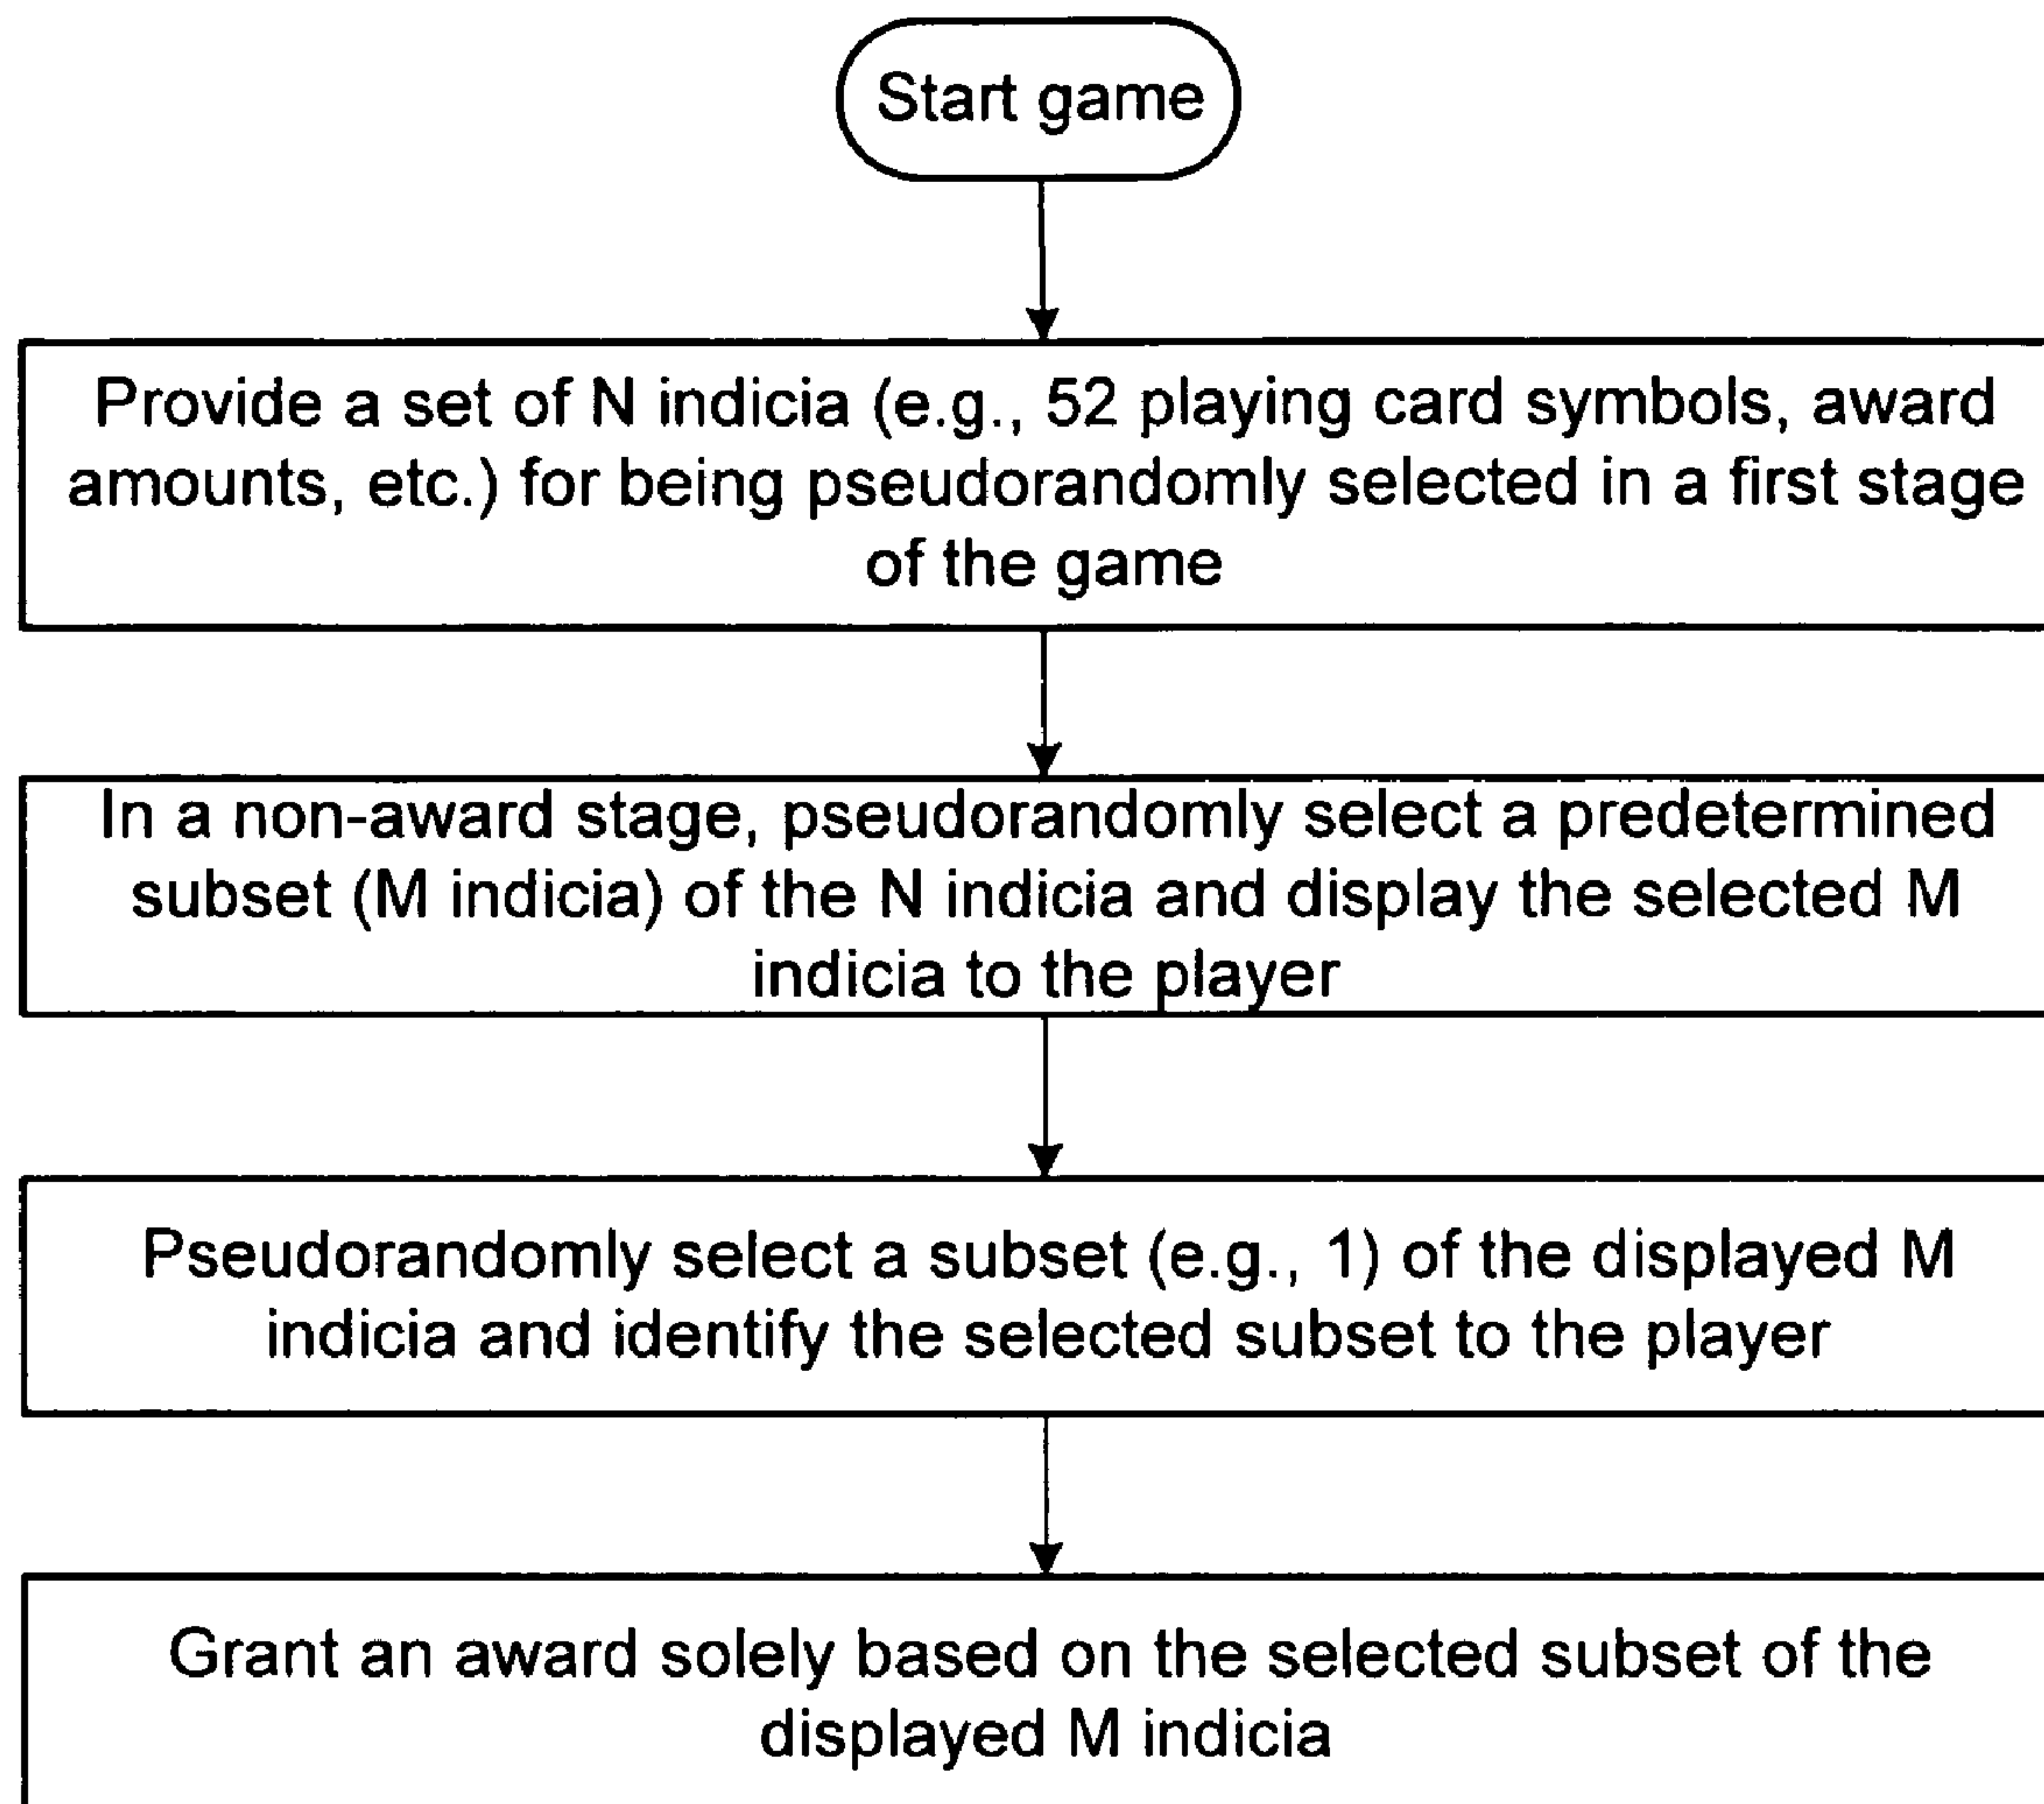 Start game
Provide a set of N indicia (e.g., 52 playing card symbols, award
amounts, etc.) for being pseudorandomly selected in a first stage
of the game
In a non-award stage, pseudorandomly select a predetermined
subset (M indicia) of the N indicia and display the selected M
indicia to the player
Pseudorandomly select a subset (e.g., 1) of the displayed M
indicia and identify the selected subset to the player
Grant an award solely based on the selected subset of the
displayed M indicia